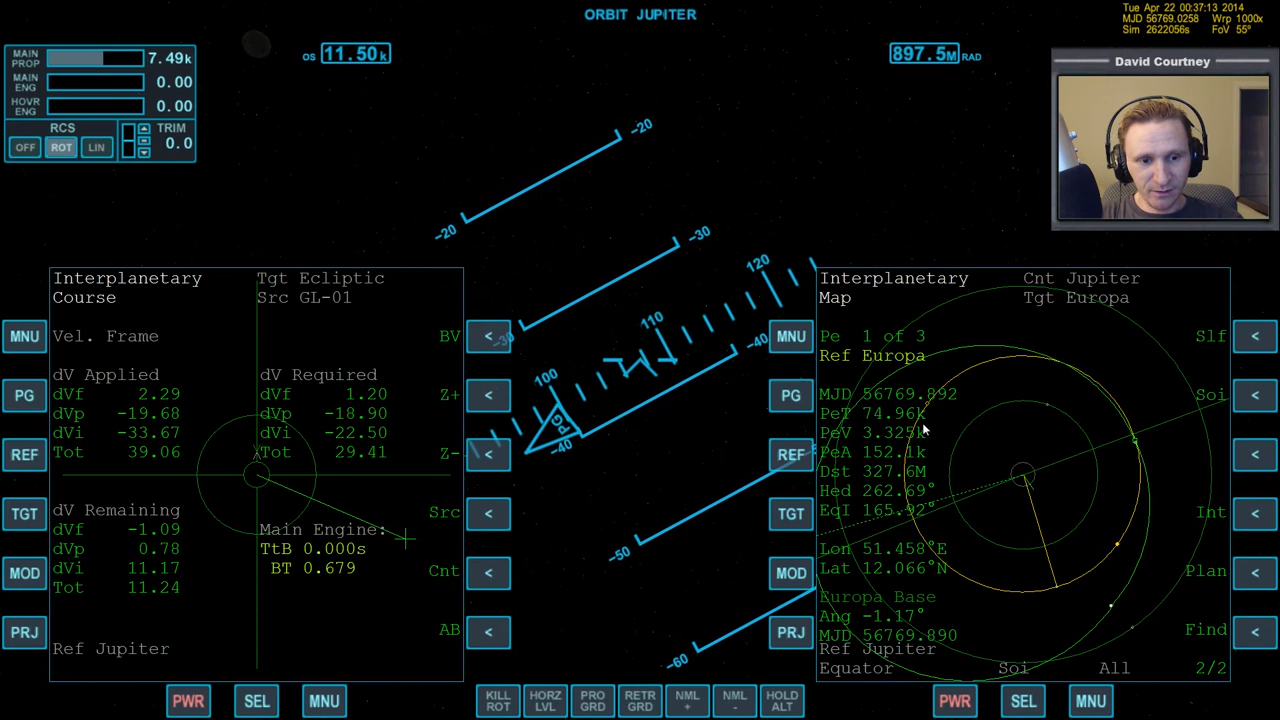 ORBIT JUPITER
Tue Apr 22 00:37:13 2014
MJD 56769.0258 Wrp 1000x
Sim 2622056s FoV 55°
David Courtney
MAIN PROP 7.49k
MAIN ENG 0.00
HOVR ENG 0.00
RCS TRIM
OFF ROT LIN 0.0
OS 11.50k
897.5M RAD
-20 -20
-30 -30
-40 -40
-50
-60
100 110 120
PG
Interplanetary Tgt Ecliptic
Course Src GL-01
Vel. Frame BV
dV Applied dV Required
dVf 2.29 dVf 1.20 Z+
dVp -19.68 dVp -18.90
dVi -33.67 dVi -22.50 Z-
Tot 39.06 Tot 29.41
dV Remaining Src
dVf -1.09 Main Engine:
dVp 0.78 TtB 0.000s
dVi 11.17 BT 0.679 Cnt
Tot 11.24
AB
Ref Jupiter
MNU <
PG <
REF <
TGT <
MOD <
PRJ <
PWR SEL MNU
KILL ROT
HORZ LVL
PRO GRD
RETR GRD
NML +
NML -
HOLD ALT
Interplanetary Cnt Jupiter
Map Tgt Europa
Pe 1 of 3 Slf
Ref Europa
MJD 56769.892 Soi
PeT 74.96k
PeV 3.325k
PeA 152.1k
Dst 327.6M
Hed 262.69°
EqI 165.92° Int
Lon 51.458°E
Lat 12.066°N Plan
Europa Base
Ang -1.17°
MJD 56769.890 Find
Ref Jupiter
Equator Soi All 2/2
MNU <
PG <
REF <
TGT <
MOD <
PRJ <
PWR SEL MNU